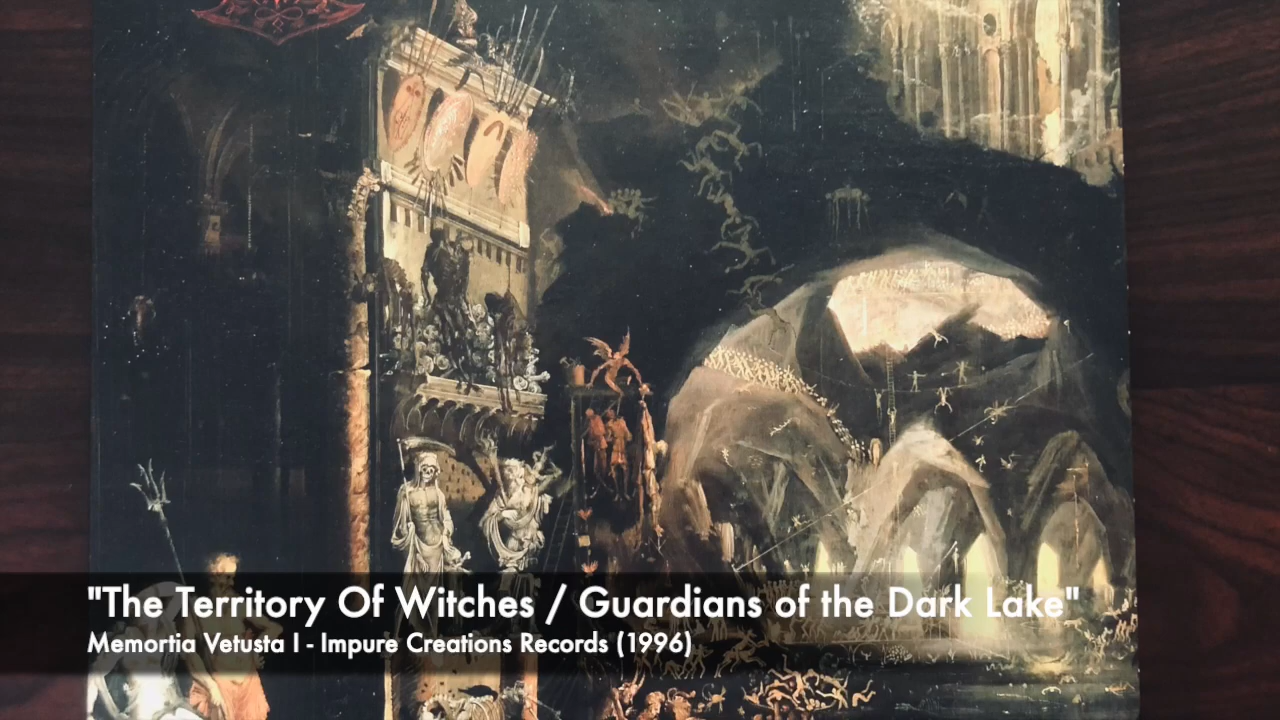 "The Territory Of Witches / Guardians of the Dark Lake"
Memortia Vetusta I - Impure Creations Records (1996)